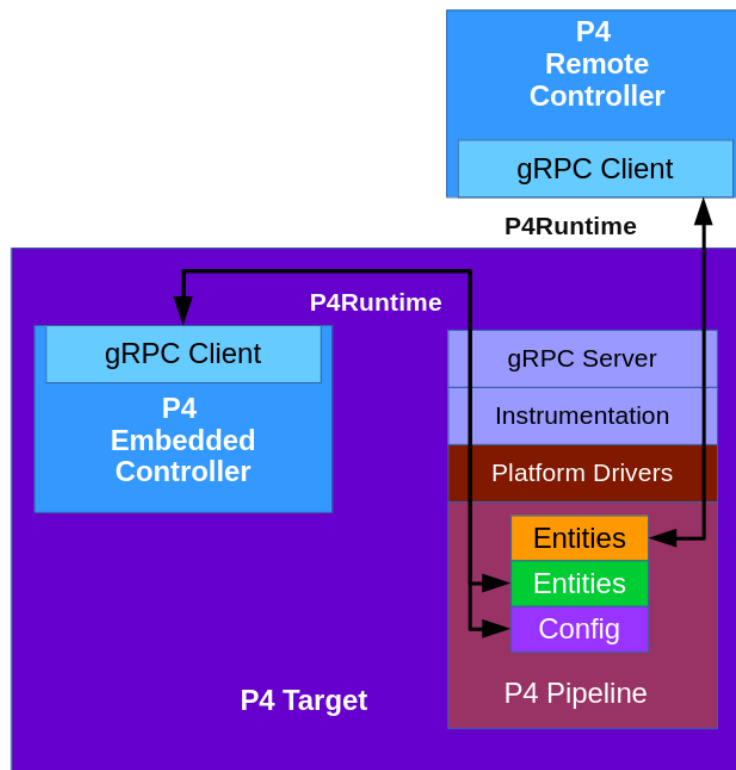 P4
Remote
Controller
gRPC Client
P4Runtime
P4Runtime
gRPC Client
P4
Embedded
Controller
gRPC Server
Instrumentation
Platform Drivers
Entities
Entities
Config
P4 Pipeline
P4 Target